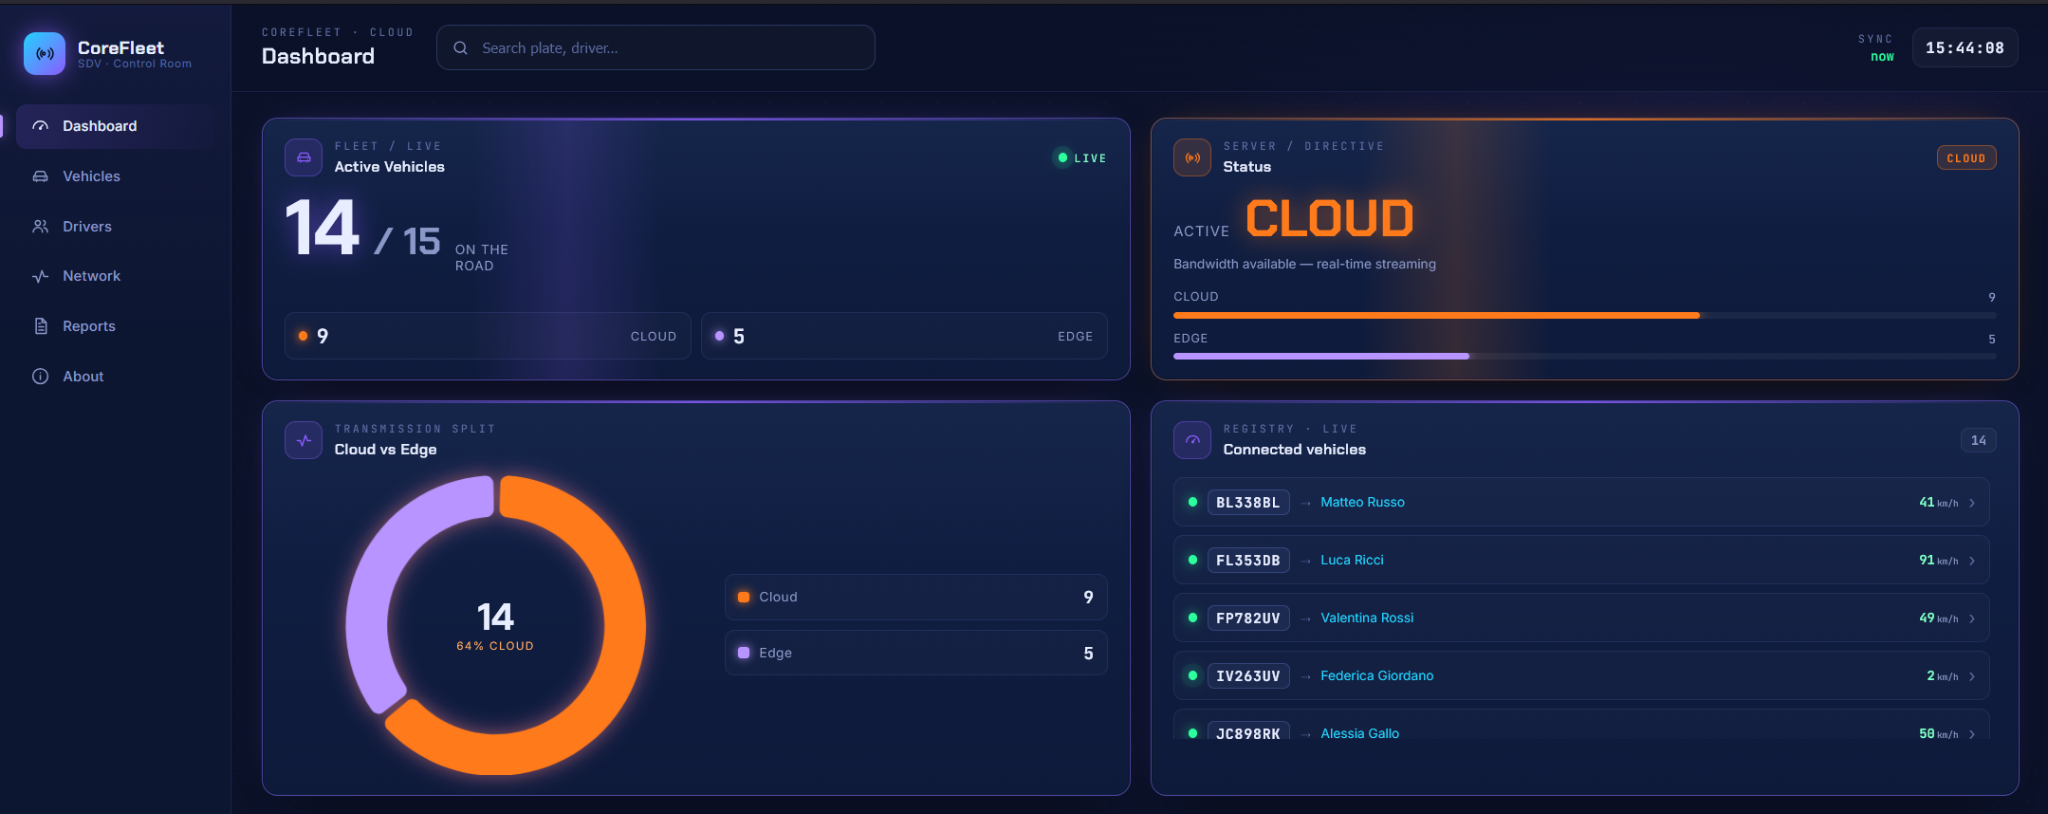 CoreFleet
SDV · Control Room
Dashboard
Vehicles
Drivers
Network
Reports
About
COREFLEET · CLOUD
Dashboard
Search plate, driver...
SYNC
now
15:44:08
FLEET / LIVE
Active Vehicles
LIVE
14 / 15 ON THE
ROAD
9 CLOUD
5 EDGE
SERVER / DIRECTIVE
Status
CLOUD
ACTIVE CLOUD
Bandwidth available — real-time streaming
CLOUD 9
EDGE 5
TRANSMISSION SPLIT
Cloud vs Edge
14
64% CLOUD
Cloud 9
Edge 5
REGISTRY · LIVE
Connected vehicles
14
BL338BL → Matteo Russo 41 km/h
FL353DB → Luca Ricci 91 km/h
FP782UV → Valentina Rossi 49 km/h
IV263UV → Federica Giordano 2 km/h
JC898RK → Alessia Gallo 50 km/h